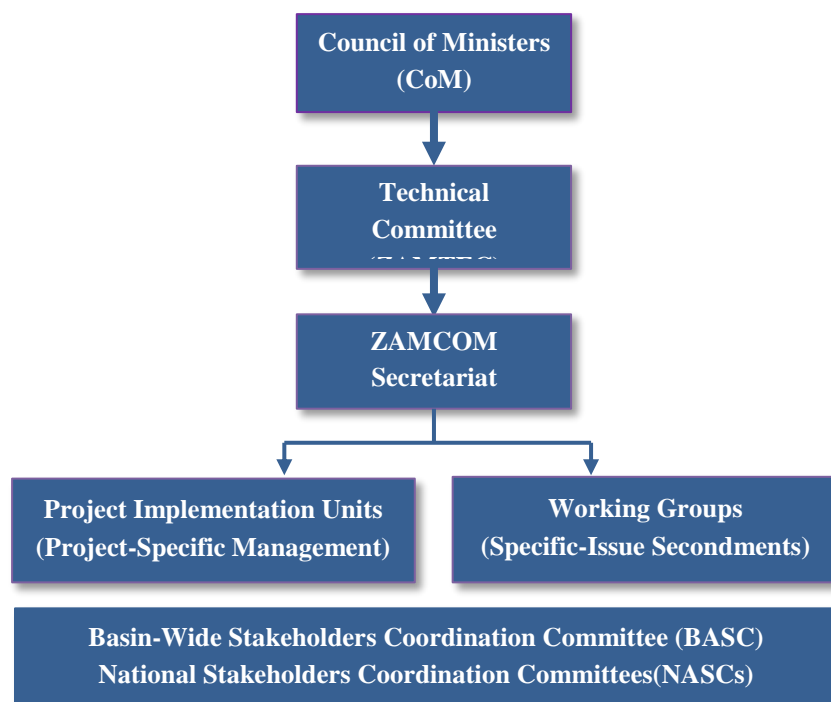 Council of Ministers
(CoM)
Technical
Committee
(ZAMTEC)
ZAMCOM
Secretariat
Project Implementation Units
(Project-Specific Management)
Working Groups
(Specific-Issue Secondments)
Basin-Wide Stakeholders Coordination Committee (BASC)
National Stakeholders Coordination Committees(NASCs)